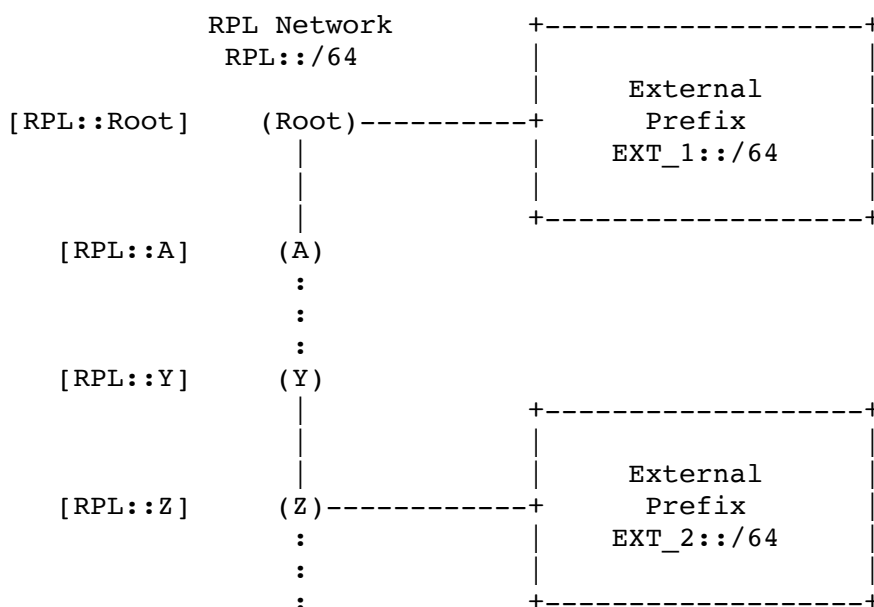 RPL Network
RPL::/64
External
[RPL::Root] (Root) Prefix
EXT_1::/64
[RPL::A] (A)
:
:
:
[RPL::Y] (Y)
External
[RPL::Z] (Z) Prefix
: EXT_2::/64
:
: